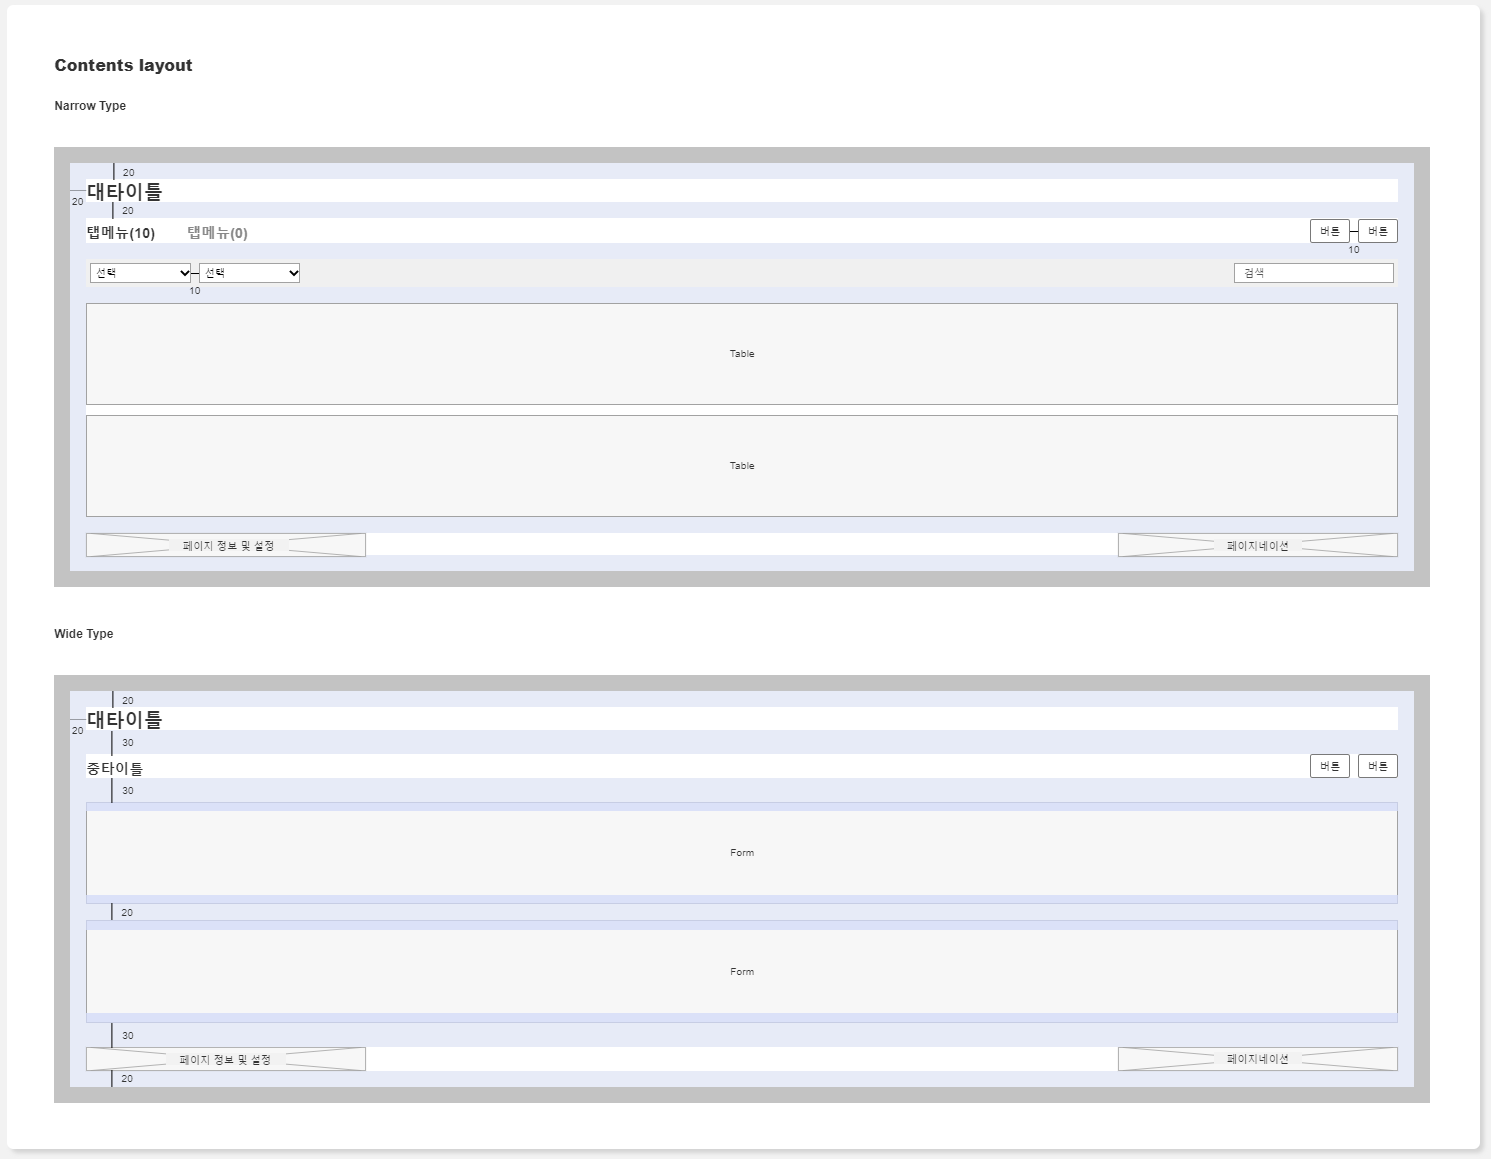 Contents layout
Narrow Type
20
대타이틀
20
20
탭메뉴(10) 탭메뉴(0) 버튼 버튼
10
선택 선택 검색
10
Table
Table
페이지 정보 및 설정 페이지네이션
Wide Type
20
대타이틀
20
30
중타이틀 버튼 버튼
30
Form
20
Form
30
페이지 정보 및 설정 페이지네이션
20